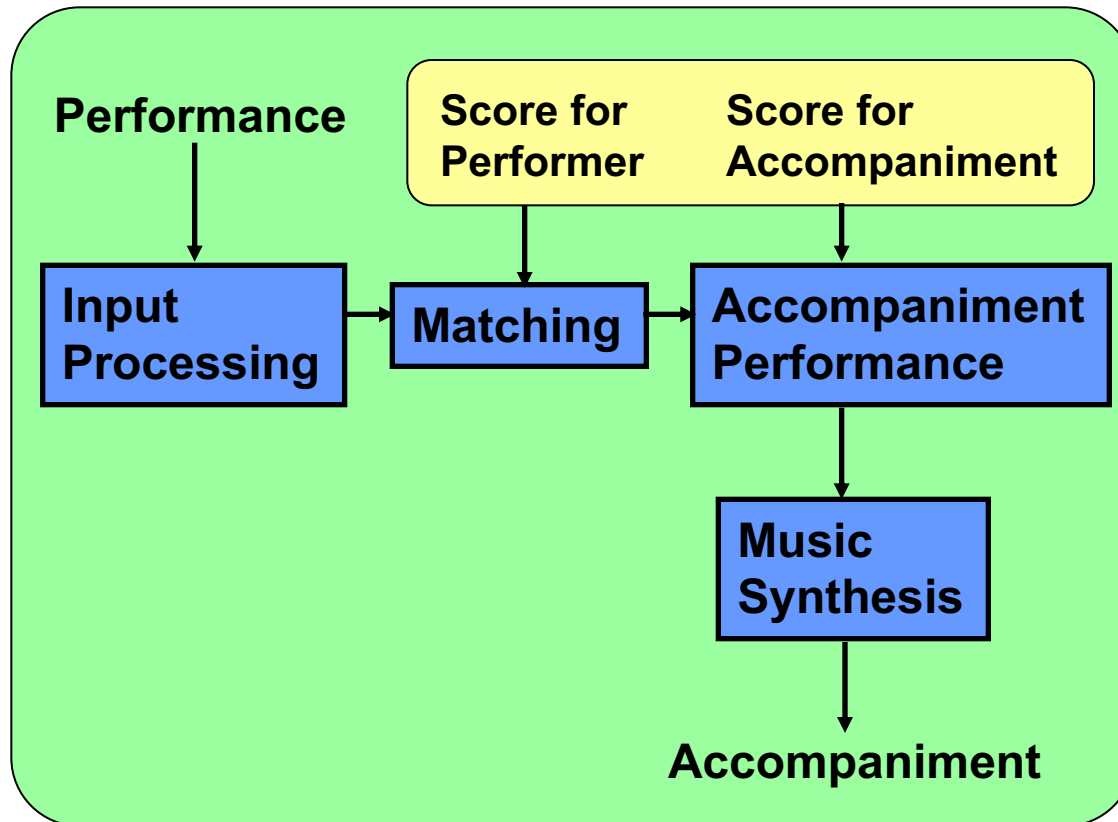 Performance
Score for
Performer
Score for
Accompaniment
Input
Processing
Matching
Accompaniment
Performance
Music
Synthesis
Accompaniment